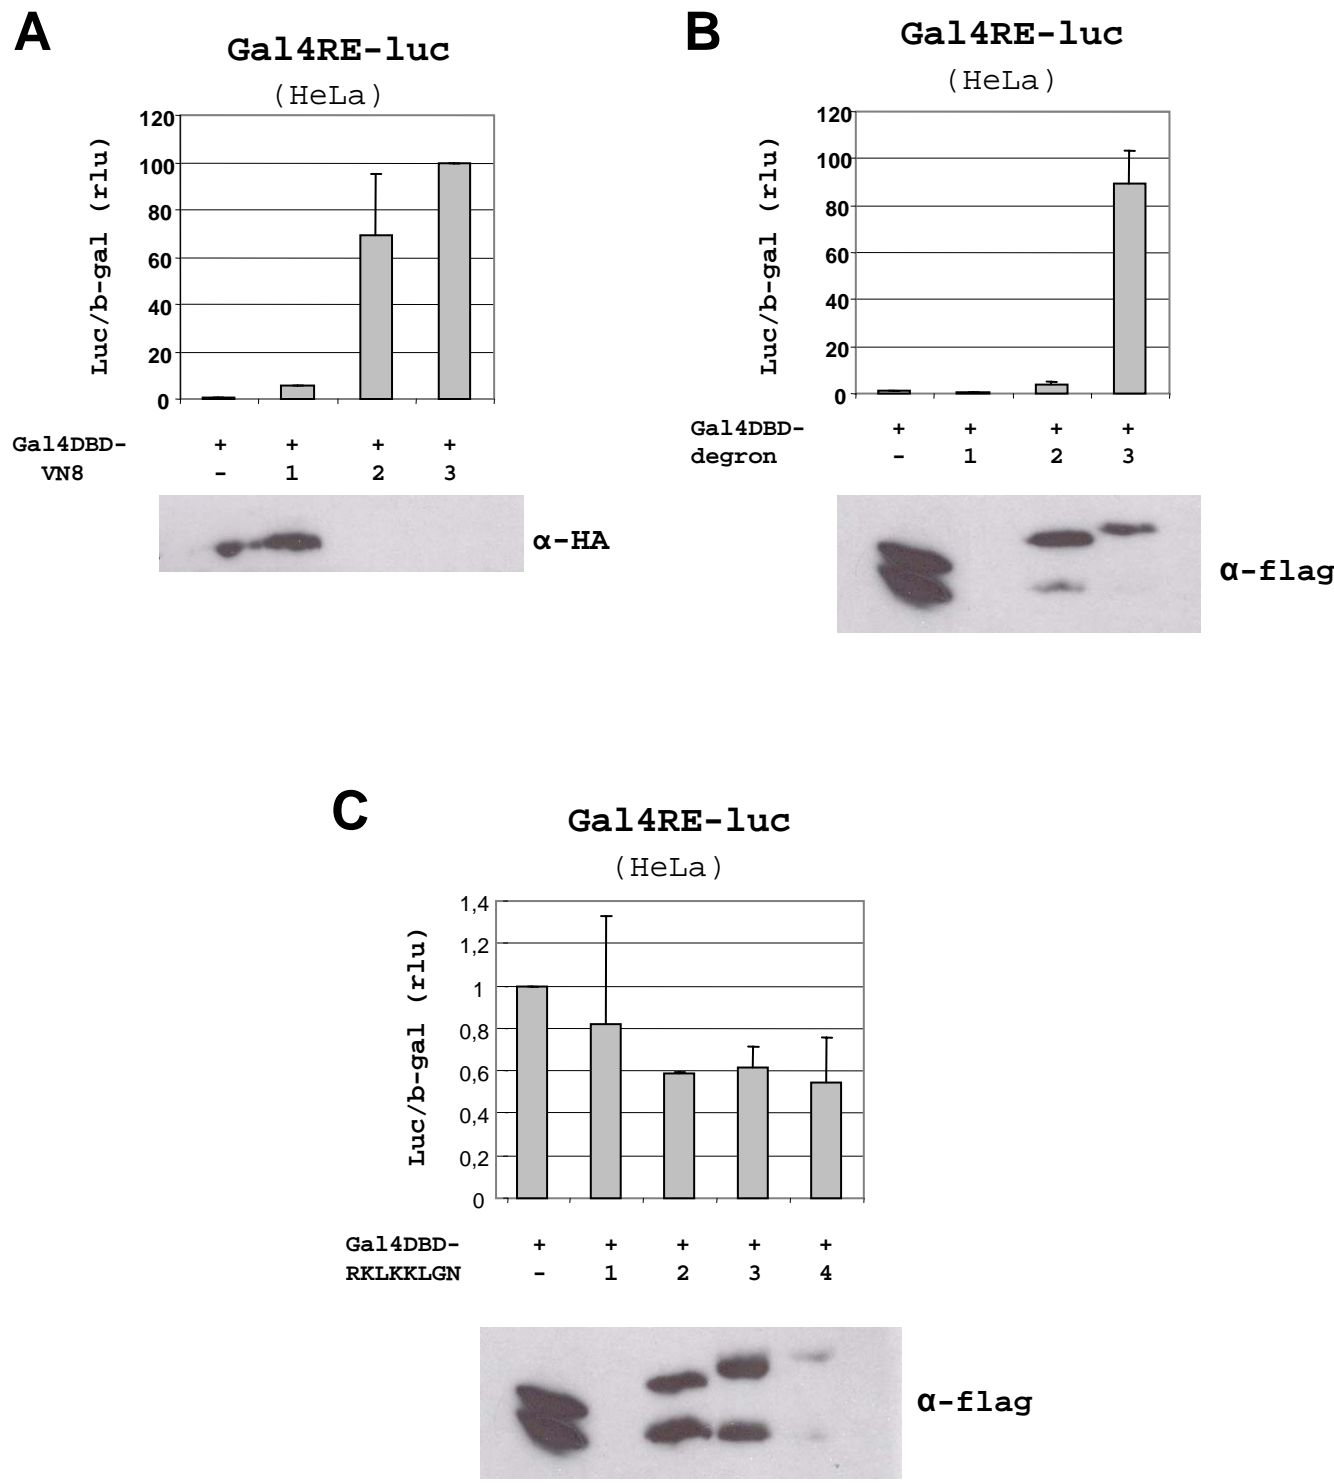 A
Gal4RE-luc
(HeLa)
Luc/b-gal (rlu)
120
100
80
60
40
20
0
Gal4DBD- + + + +
VN8 - 1 2 3
α-HA
B
Gal4RE-luc
(HeLa)
Luc/b-gal (rlu)
120
100
80
60
40
20
0
Gal4DBD- + + + +
degron - 1 2 3
α-flag
C
Gal4RE-luc
(HeLa)
Luc/b-gal (rlu)
1,4
1,2
1
0,8
0,6
0,4
0,2
0
Gal4DBD- + + + + +
RKLKKLGN - 1 2 3 4
α-flag